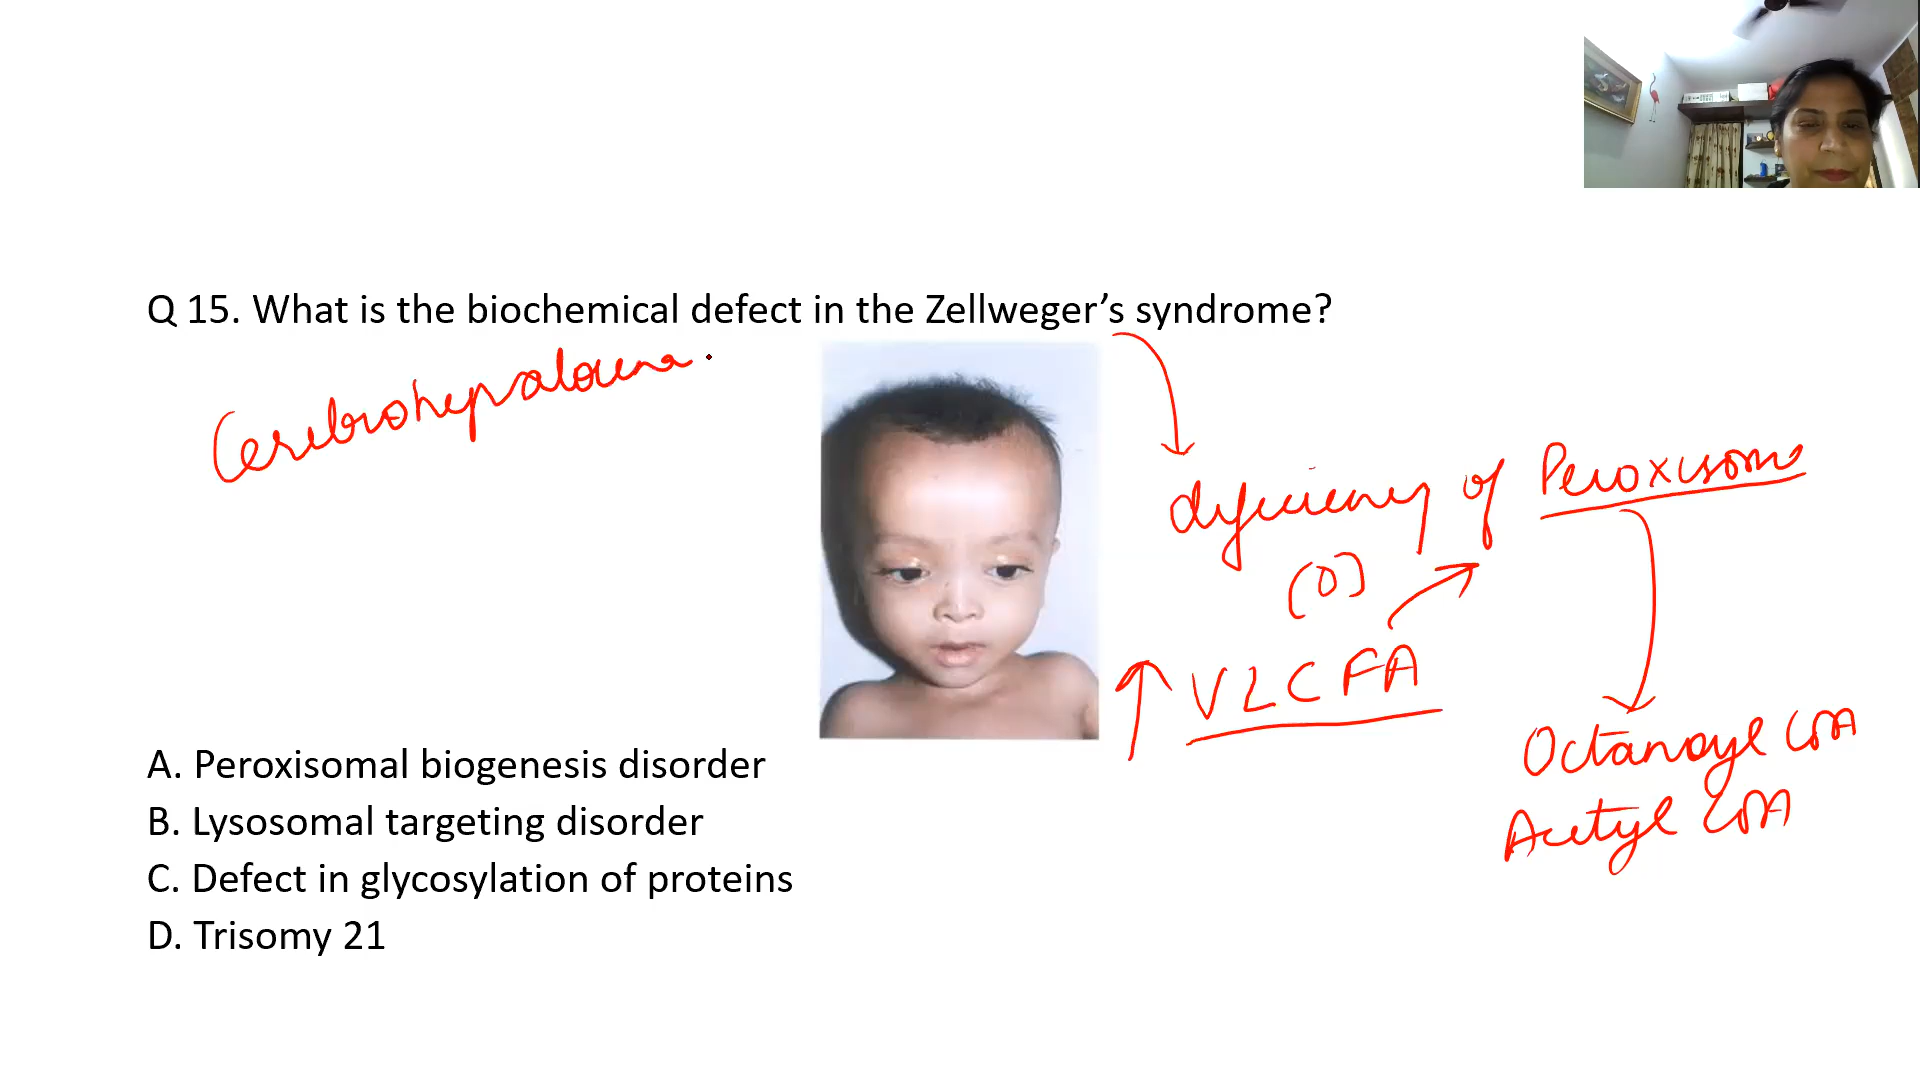 Q 15. What is the biochemical defect in the Zellweger’s syndrome?
Cerebrohepatorena
deficiency of Peroxisome
(0)
↑ VLCFA
Octanoyl CoA
Acetyl CoA
A. Peroxisomal biogenesis disorder
B. Lysosomal targeting disorder
C. Defect in glycosylation of proteins
D. Trisomy 21